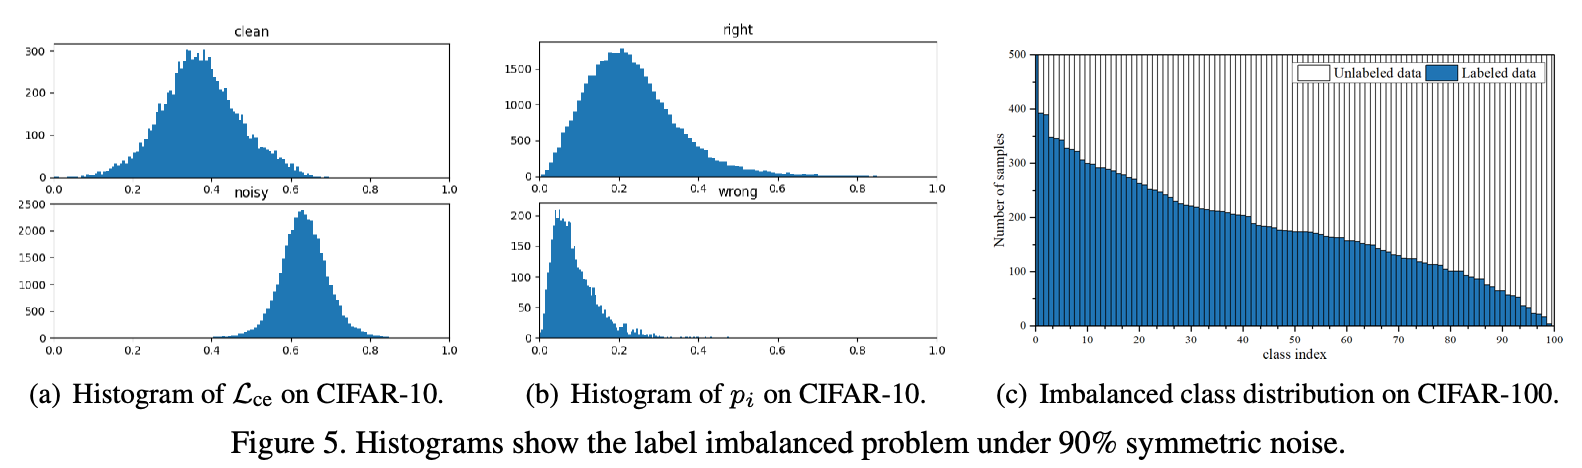 clean
300
200
100
0
0.0 0.2 0.4 0.6 0.8 1.0
noisy
2500
2000
1500
1000
500
0
0.0 0.2 0.4 0.6 0.8 1.0
(a) Histogram of ℒce on CIFAR-10.
right
1500
1000
500
0
0.0 0.2 0.4 0.6 0.8 1.0
wrong
200
150
100
50
0
0.0 0.2 0.4 0.6 0.8 1.0
(b) Histogram of pi on CIFAR-10.
Number of samples
500
400
300
200
100
0
Unlabeled data Labeled data
0 10 20 30 40 50 60 70 80 90 100
class index
(c) Imbalanced class distribution on CIFAR-100.
Figure 5. Histograms show the label imbalanced problem under 90% symmetric noise.